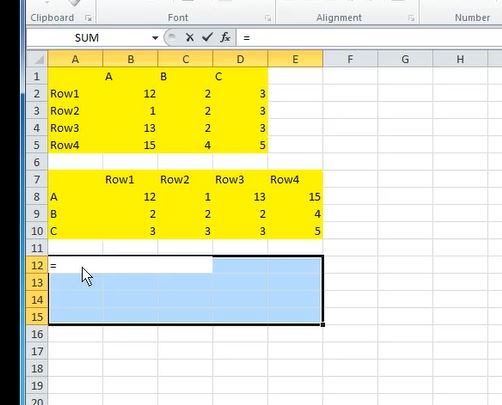 Clipboard Font Alignment Number
SUM fx =
A B C D E F G H
1 A B C
2 Row1 12 2 3
3 Row2 1 2 3
4 Row3 13 2 3
5 Row4 15 4 5
6
7 Row1 Row2 Row3 Row4
8 A 12 1 13 15
9 B 2 2 2 4
10 C 3 3 3 5
11
12 =
13
14
15
16
17
18
19
20